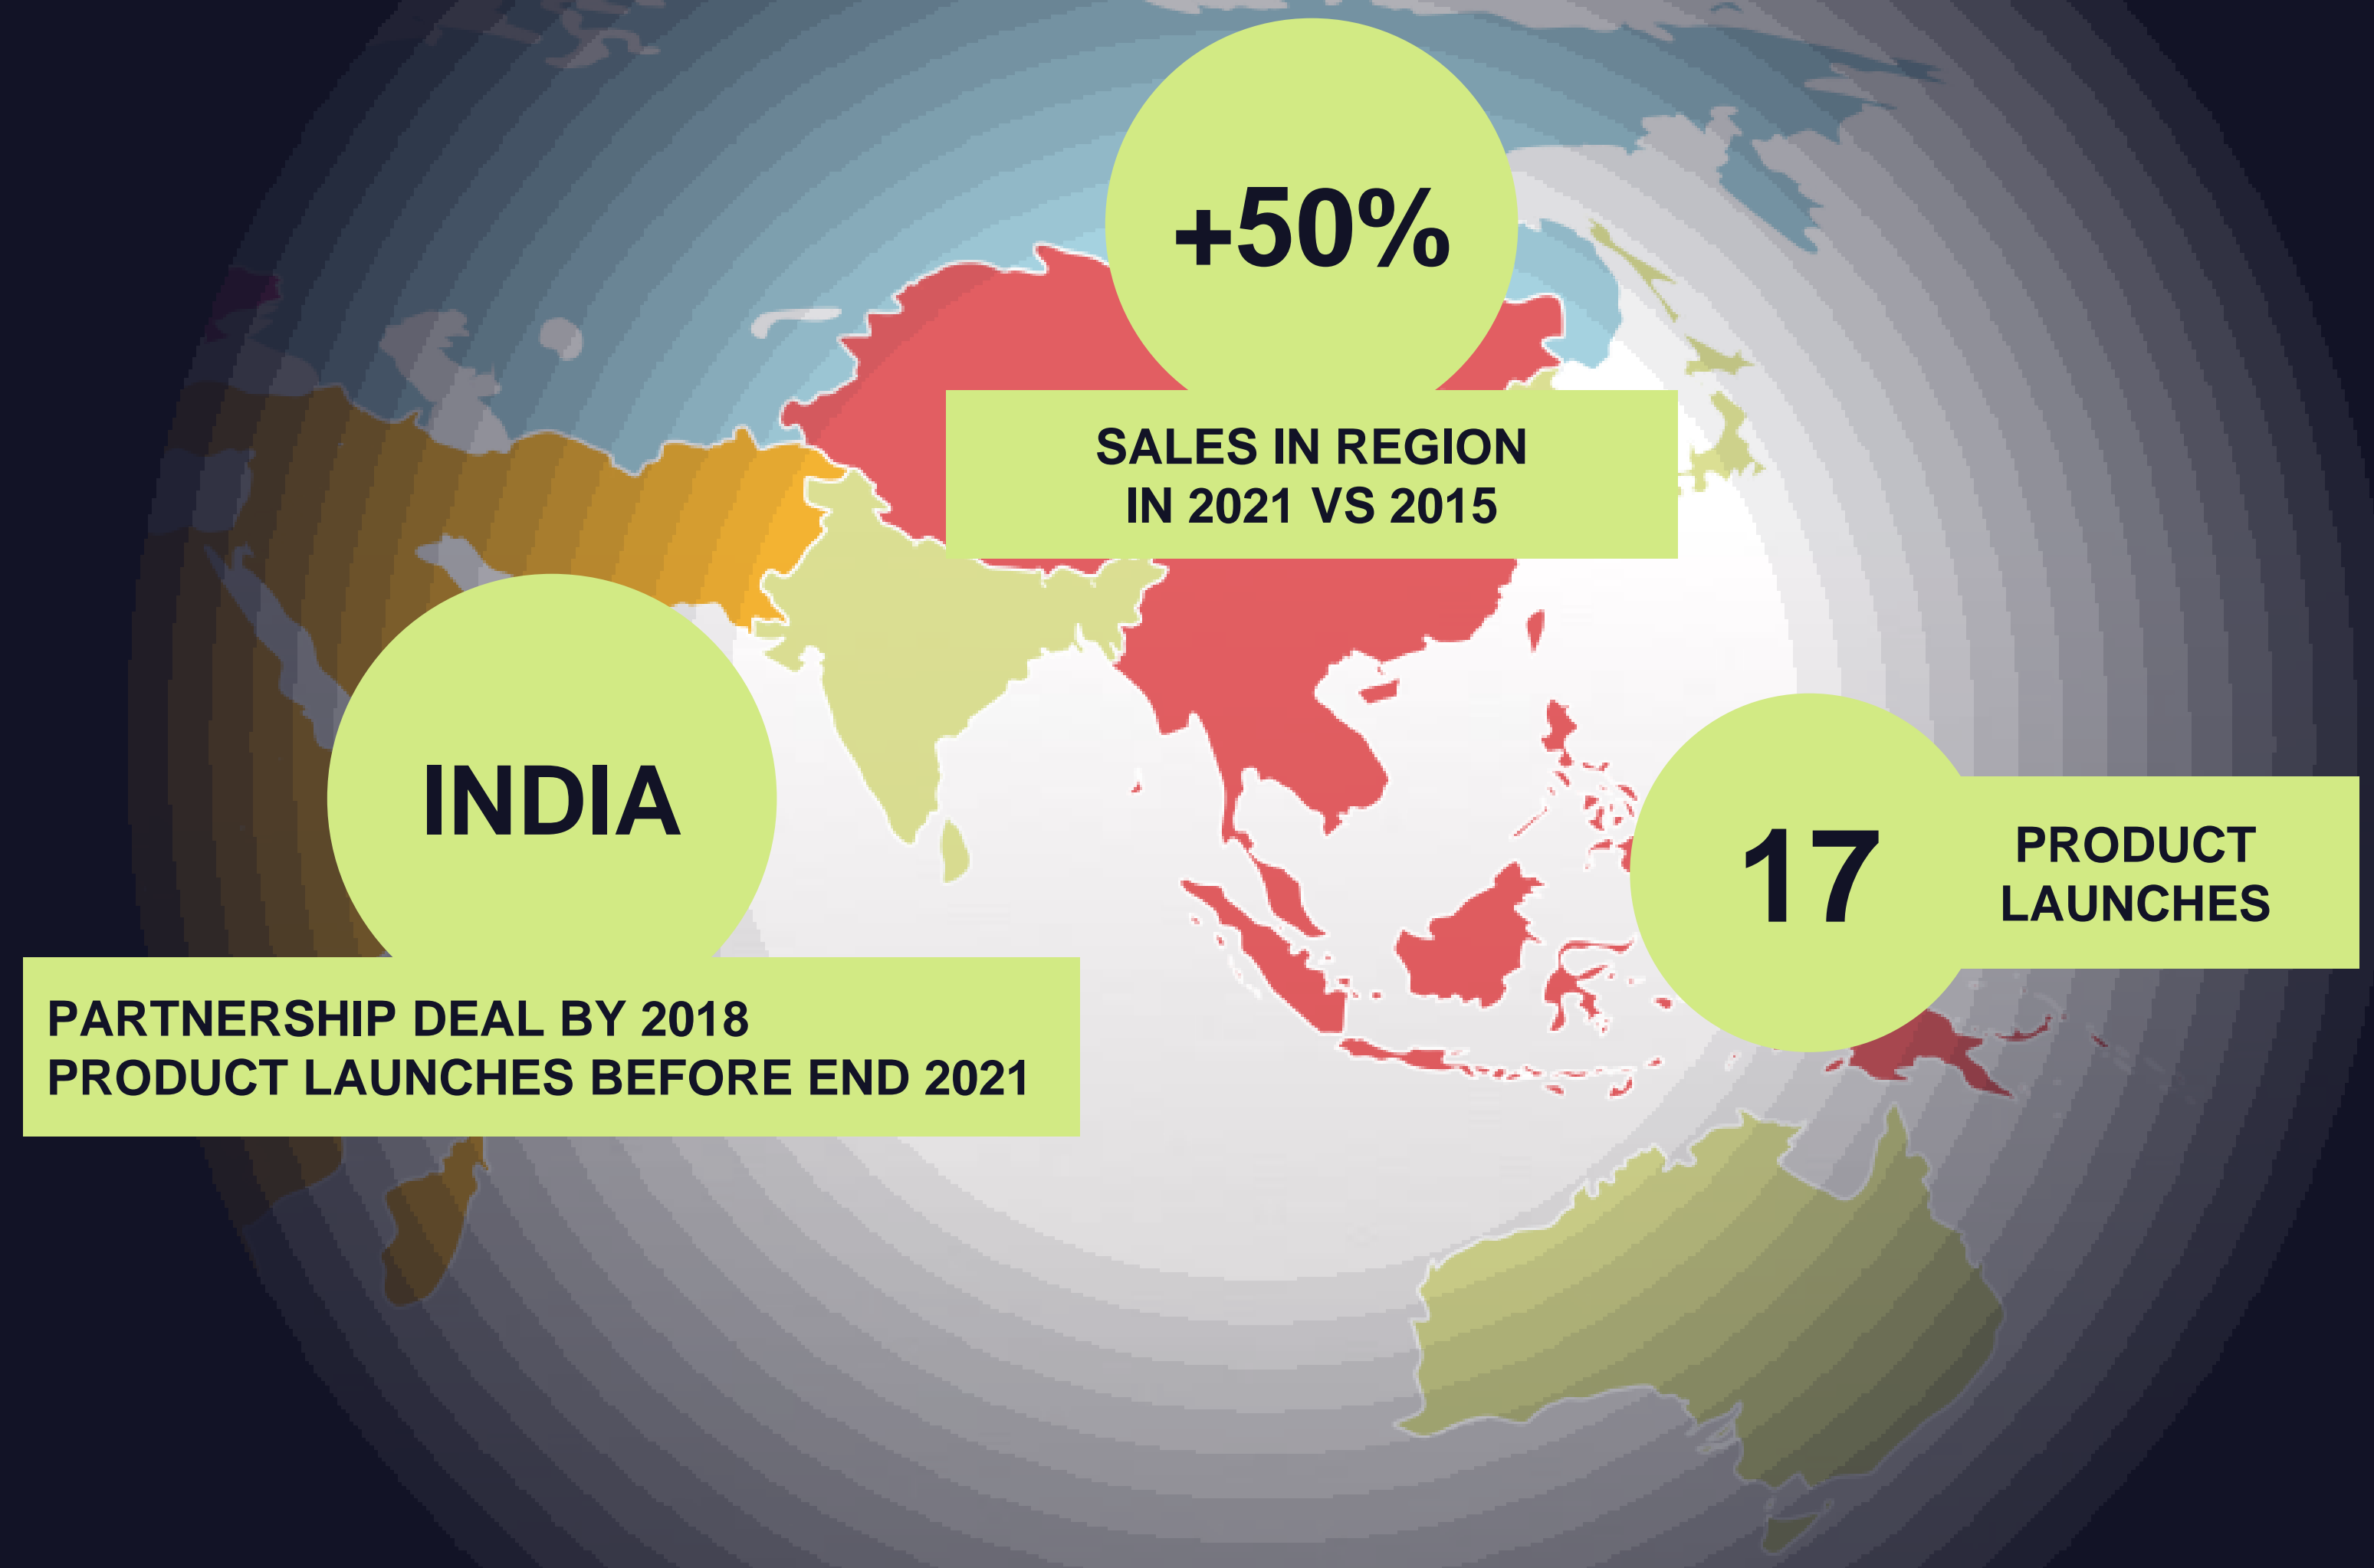 +50%
SALES IN REGION
IN 2021 VS 2015
INDIA
PARTNERSHIP DEAL BY 2018
PRODUCT LAUNCHES BEFORE END 2021
17
PRODUCT
LAUNCHES